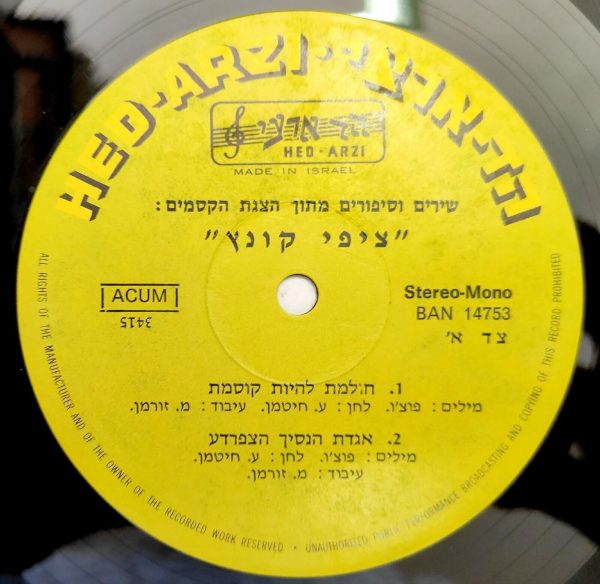 HED-ARZI הד-ארצי
הד ארצי
HED-ARZI
MADE IN ISRAEL
שירים וסיפורים מתוך הצגת הקסמים:
"ציפי קונץ"
ACUM
3415
Stereo-Mono
BAN 14753
צד א'
1. חולמת להיות קוסמת
מילים: פוצ'ו. לחן: ע. חיטמן. עיבוד: מ. זורמן.
2. אגדת הנסיך הצפרדע
מילים: פוצ'ו. לחן: ע. חיטמן.
עיבוד: מ. זורמן.
ALL RIGHTS OF THE MANUFACTURER AND OF THE OWNER OF THE RECORDED WORK RESERVED • UNAUTHORISED PUBLIC PERFORMANCE BROADCASTING AND COPYING OF THIS RECORD PROHIBITED